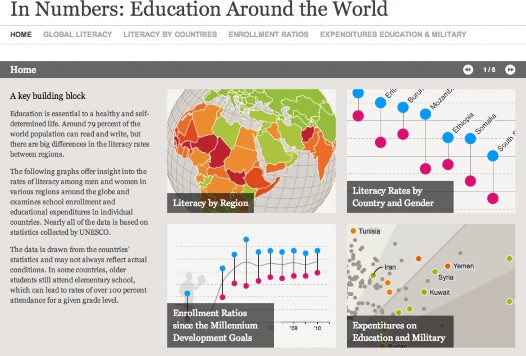 In Numbers: Education Around the World
HOME GLOBAL LITERACY LITERACY BY COUNTRIES ENROLLMENT RATIOS EXPENDITURES EDUCATION & MILITARY
Home 1 / 5
A key building block
Education is essential to a healthy and self-
determined life. Around 79 percent of the
world population can read and write, but
there are big differences in the literacy rates
between regions.
The following graphs offer insight into the
rates of literacy among men and women in
various regions around the globe and
examines school enrollment and
educational expenditures in individual
countries. Nearly all of the data is based on
statistics collected by UNESCO.
The data is drawn from the countries'
statistics and may not always reflect actual
conditions. In some countries, older
students still attend elementary school,
which can lead to rates of over 100 percent
attendance for a given grade level.
Literacy by Region
Ethiopia
Somalia
South
Literacy Rates by
Country and Gender
'08 '10
Enrollment Ratios
since the Millennium
Development Goals
Tunisia
Iran
Yemen
Syria
Kuwait
Expentitures on
Education and Military